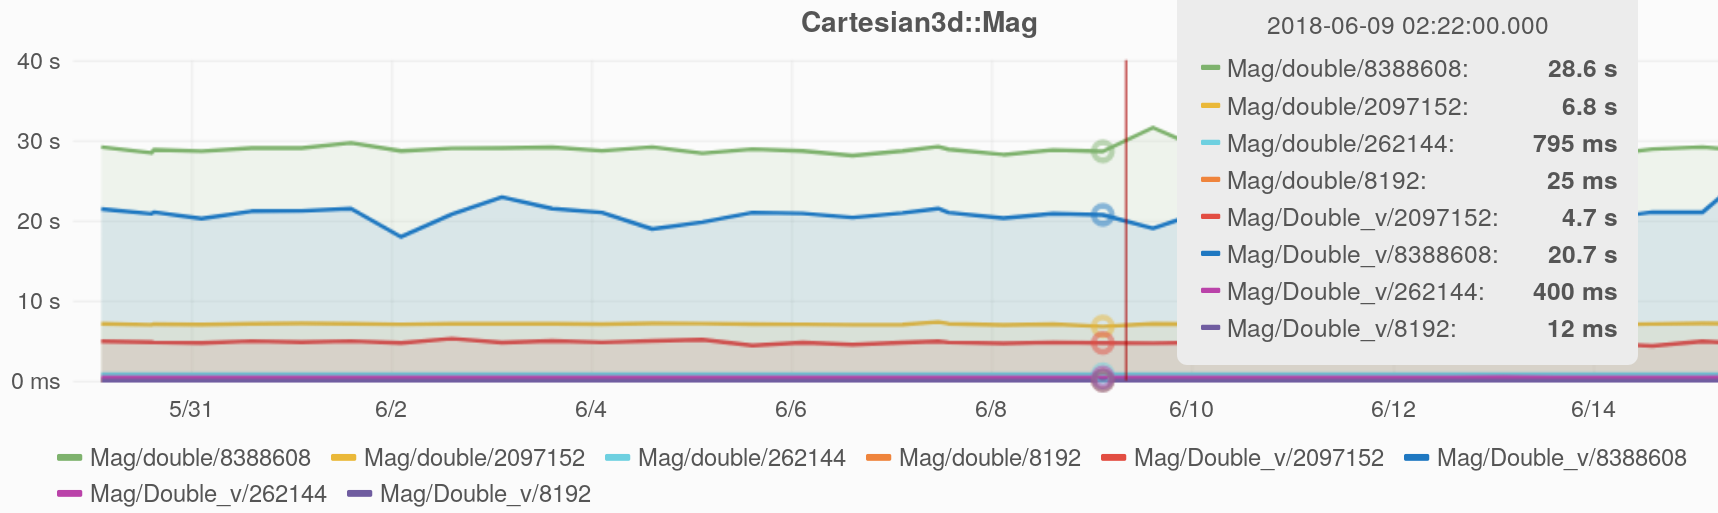 Cartesian3d::Mag
2018-06-09 02:22:00.000
Mag/double/8388608: 28.6 s
Mag/double/2097152: 6.8 s
Mag/double/262144: 795 ms
Mag/double/8192: 25 ms
Mag/Double_v/2097152: 4.7 s
Mag/Double_v/8388608: 20.7 s
Mag/Double_v/262144: 400 ms
Mag/Double_v/8192: 12 ms
40 s
30 s
20 s
10 s
0 ms
5/31 6/2 6/4 6/6 6/8 6/10 6/12 6/14
Mag/double/8388608 Mag/double/2097152 Mag/double/262144 Mag/double/8192 Mag/Double_v/2097152 Mag/Double_v/8388608
Mag/Double_v/262144 Mag/Double_v/8192